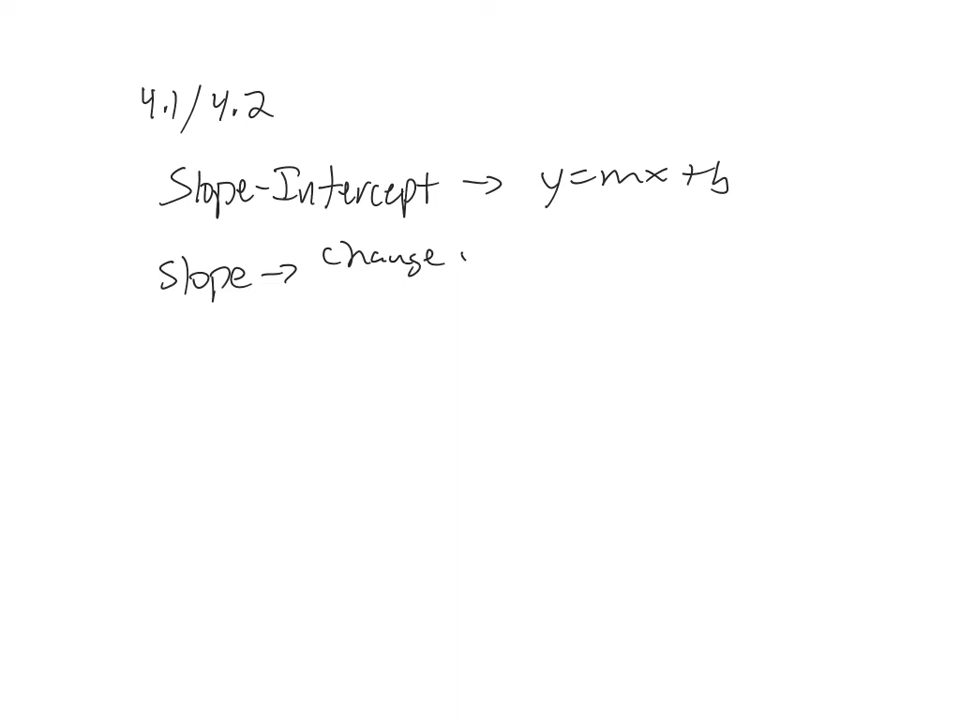 4.1/4.2
Slope-Intercept → y=mx+b
Slope → change